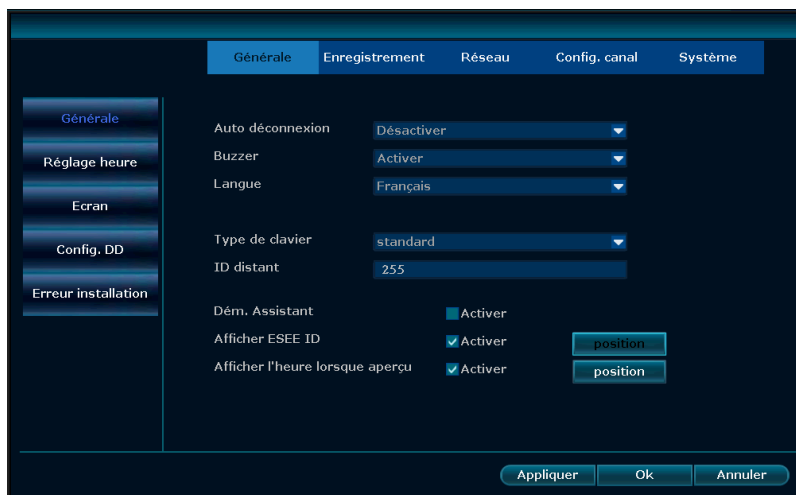 Générale Enregistrement Réseau Config. canal Système
Générale
Réglage heure
Ecran
Config. DD
Erreur installation
Auto déconnexion Désactiver
Buzzer Activer
Langue Français
Type de clavier standard
ID distant 255
Dém. Assistant Activer
Afficher ESEE ID Activer position
Afficher l'heure lorsque aperçu Activer position
Appliquer Ok Annuler